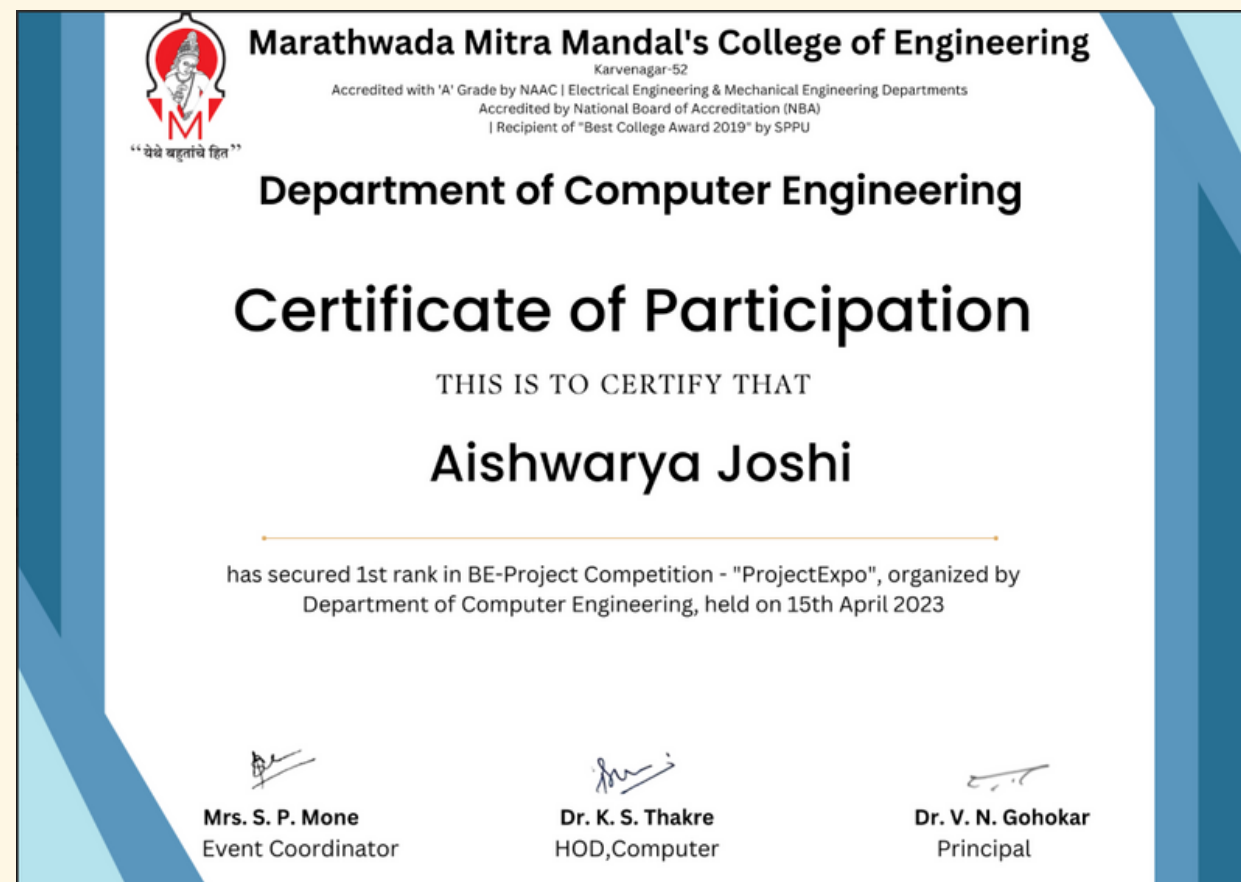 Marathwada Mitra Mandal's College of Engineering
Karvenagar-52
Accredited with 'A' Grade by NAAC | Electrical Engineering & Mechanical Engineering Departments
Accredited by National Board of Accreditation (NBA)
| Recipient of "Best College Award 2019" by SPPU
M
“येथे बहुतांचे हित”
Department of Computer Engineering
Certificate of Participation
THIS IS TO CERTIFY THAT
Aishwarya Joshi
has secured 1st rank in BE-Project Competition - "ProjectExpo", organized by
Department of Computer Engineering, held on 15th April 2023
Mrs. S. P. Mone
Event Coordinator
Dr. K. S. Thakre
HOD,Computer
Dr. V. N. Gohokar
Principal